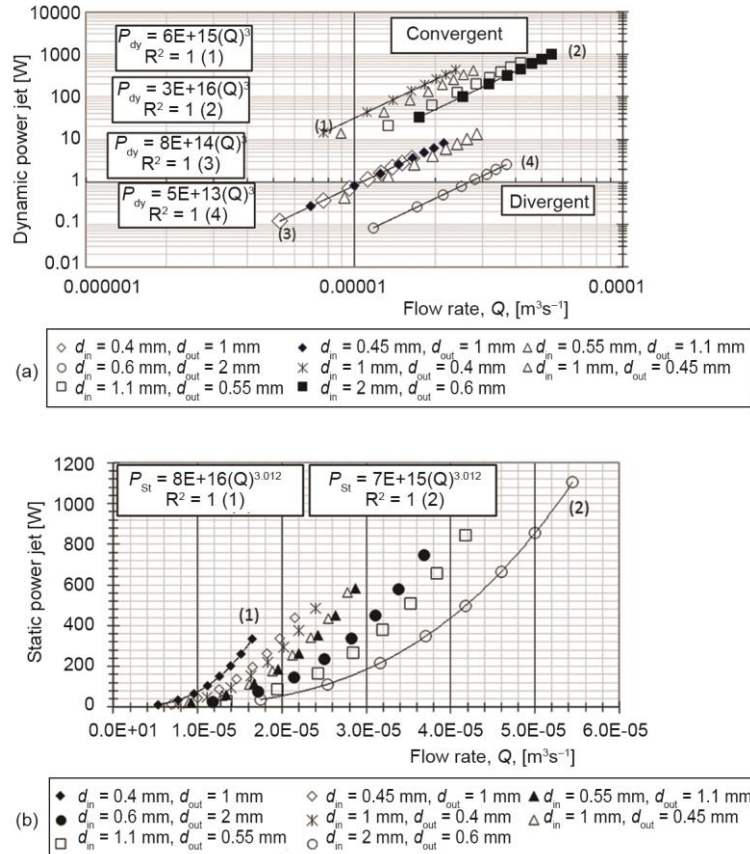 P_dy = 6E+15(Q)³
R² = 1 (1)
P_dy = 3E+16(Q)³
R² = 1 (2)
P_dy = 8E+14(Q)³
R² = 1 (3)
P_dy = 5E+13(Q)³
R² = 1 (4)
Convergent
Divergent
(1)
(2)
(3)
(4)
Dynamic power jet [W]
10000
1000
100
10
1
0.1
0.01
0.000001
0.00001
0.0001
Flow rate, Q, [m³s⁻¹]
(a)
◇ d_in = 0.4 mm, d_out = 1 mm ◆ d_in = 0.45 mm, d_out = 1 mm △ d_in = 0.55 mm, d_out = 1.1 mm
○ d_in = 0.6 mm, d_out = 2 mm ⚹ d_in = 1 mm, d_out = 0.4 mm △ d_in = 1 mm, d_out = 0.45 mm
□ d_in = 1.1 mm, d_out = 0.55 mm ■ d_in = 2 mm, d_out = 0.6 mm
P_St = 8E+16(Q)^3.012
R² = 1 (1)
P_St = 7E+15(Q)^3.012
R² = 1 (2)
(1)
(2)
Static power jet [W]
1200
1000
800
600
400
200
0
0.0E+01
1.0E-05
2.0E-05
3.0E-05
4.0E-05
5.0E-05
6.0E-05
Flow rate, Q, [m³s⁻¹]
(b)
◆ d_in = 0.4 mm, d_out = 1 mm ◇ d_in = 0.45 mm, d_out = 1 mm ▲ d_in = 0.55 mm, d_out = 1.1 mm
● d_in = 0.6 mm, d_out = 2 mm ⚹ d_in = 1 mm, d_out = 0.4 mm △ d_in = 1 mm, d_out = 0.45 mm
□ d_in = 1.1 mm, d_out = 0.55 mm ○ d_in = 2 mm, d_out = 0.6 mm